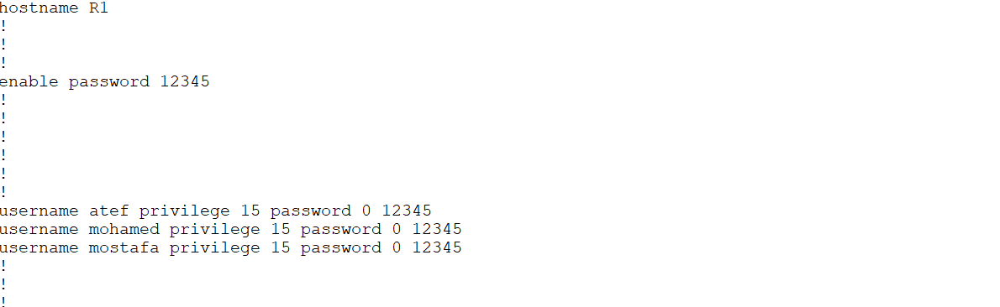 hostname R1
!
!
!
enable password 12345
!
!
!
!
!
!
username atef privilege 15 password 0 12345
username mohamed privilege 15 password 0 12345
username mostafa privilege 15 password 0 12345
!
!
!